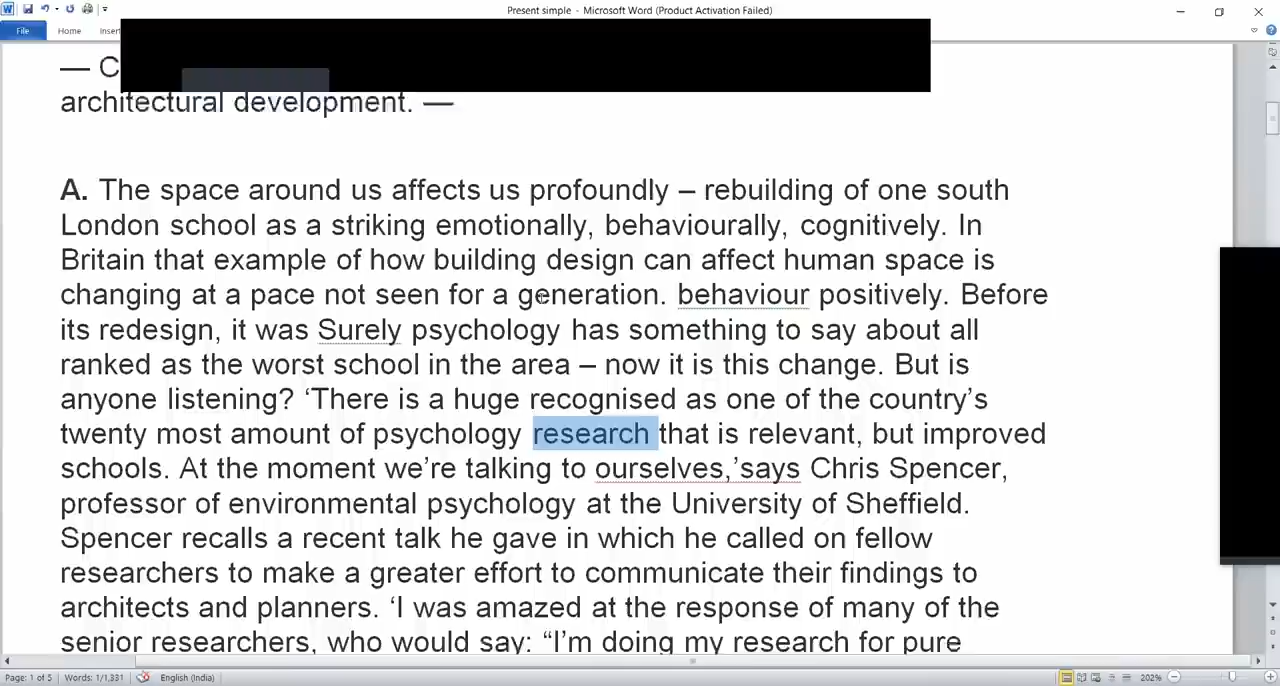 Present simple - Microsoft Word (Product Activation Failed)
File Home Insert
— C
architectural development. —
A. The space around us affects us profoundly – rebuilding of one south
London school as a striking emotionally, behaviourally, cognitively. In
Britain that example of how building design can affect human space is
changing at a pace not seen for a generation. behaviour positively. Before
its redesign, it was Surely psychology has something to say about all
ranked as the worst school in the area – now it is this change. But is
anyone listening? ‘There is a huge recognised as one of the country’s
twenty most amount of psychology research that is relevant, but improved
schools. At the moment we’re talking to ourselves,’says Chris Spencer,
professor of environmental psychology at the University of Sheffield.
Spencer recalls a recent talk he gave in which he called on fellow
researchers to make a greater effort to communicate their findings to
architects and planners. ‘I was amazed at the response of many of the
senior researchers, who would say: “I’m doing my research for pure
Page: 1 of 5 Words: 1/1,331 English (India) 202%